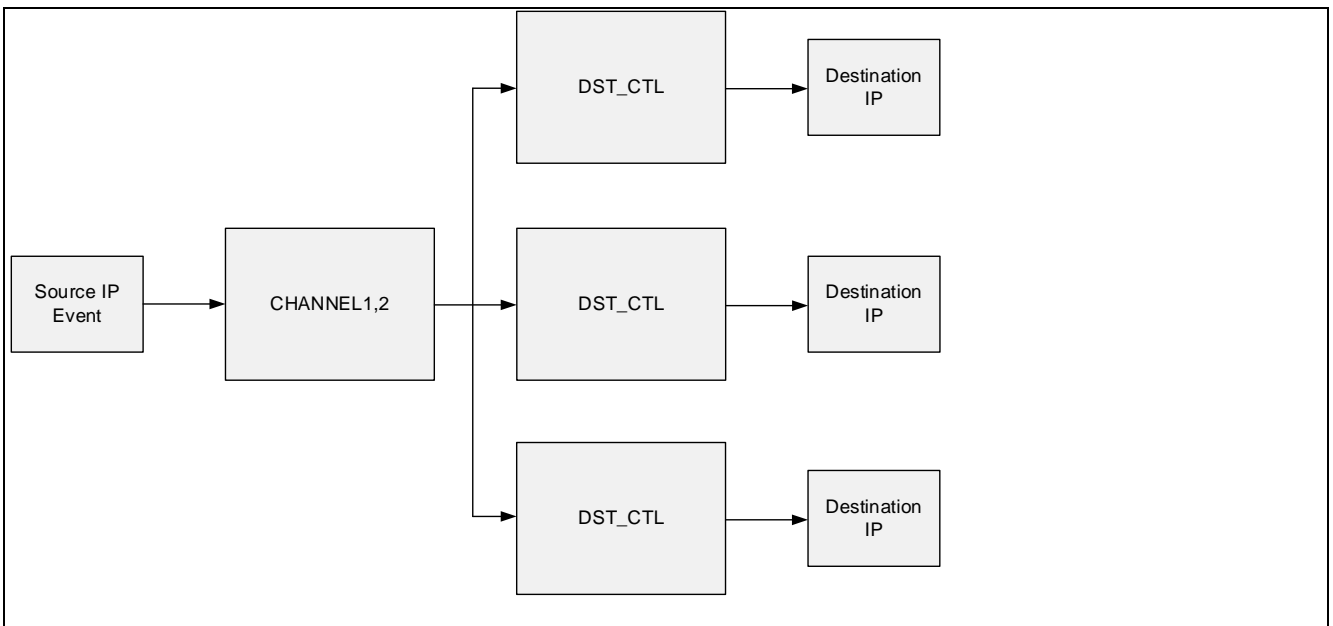 DST_CTL
Destination
IP
Source IP
Event
CHANNEL1,2
DST_CTL
Destination
IP
DST_CTL
Destination
IP